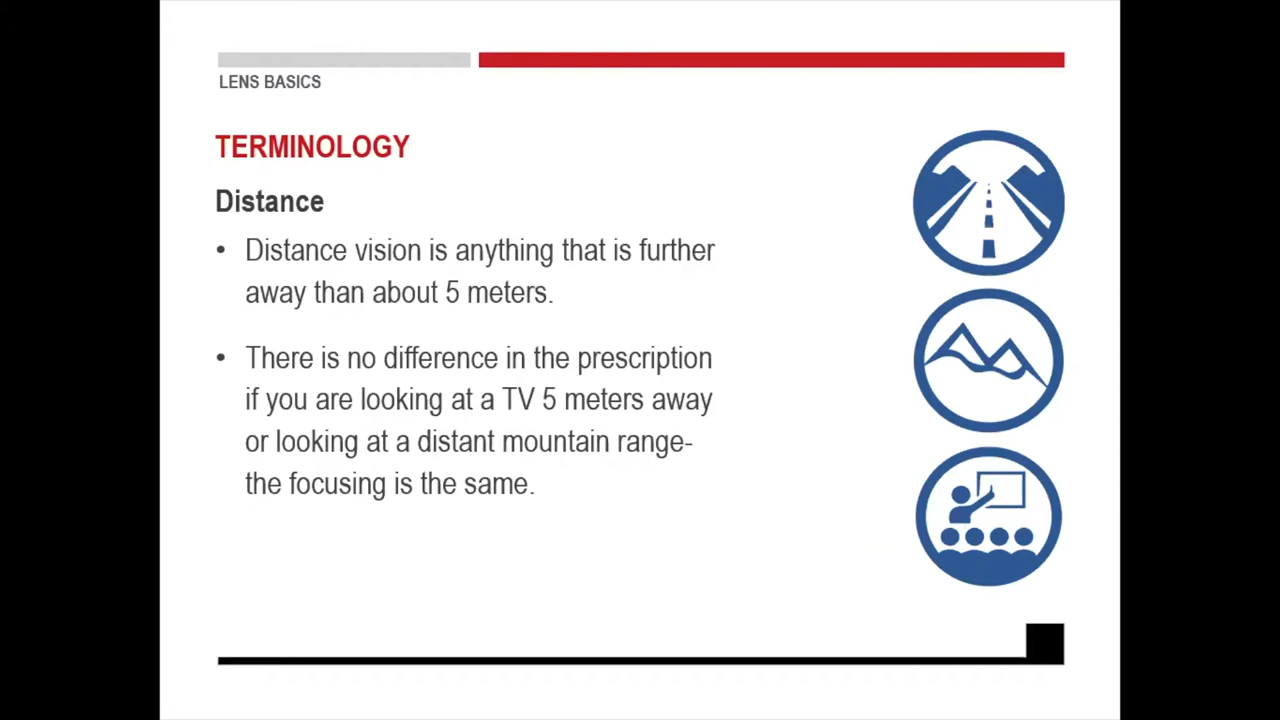 LENS BASICS
TERMINOLOGY
Distance
• Distance vision is anything that is further
away than about 5 meters.
• There is no difference in the prescription
if you are looking at a TV 5 meters away
or looking at a distant mountain range-
the focusing is the same.